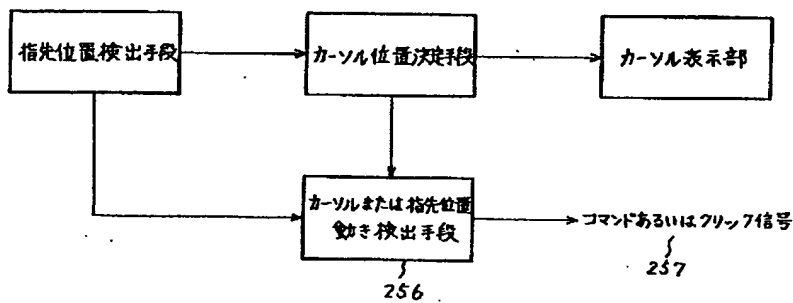 指先位置検出手段
カーソル位置決定手段
カーソル表示部
カーソルまたは指先位置
動き検出手段
コマンドあるいはクリック信号
257
256